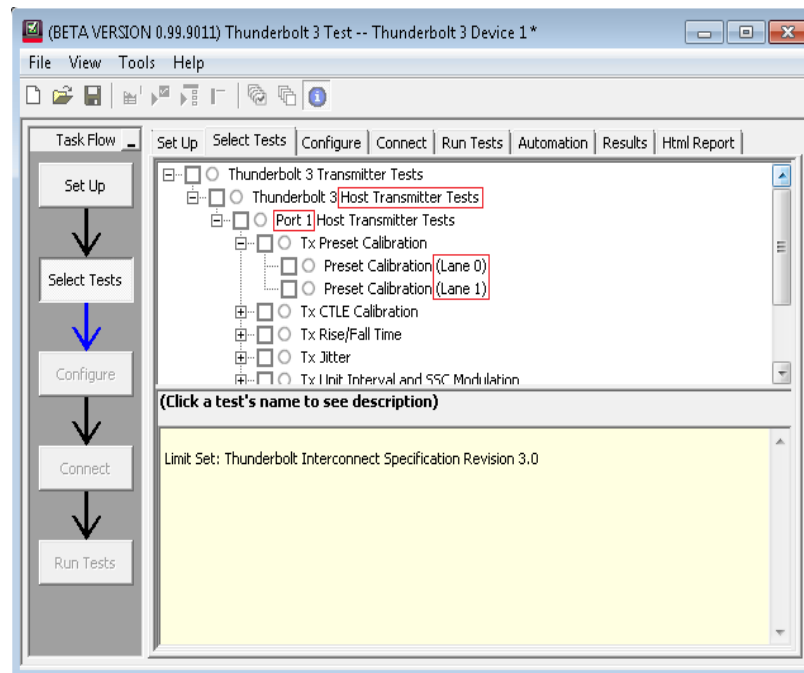 (BETA VERSION 0.99.9011) Thunderbolt 3 Test -- Thunderbolt 3 Device 1 *
File View Tools Help
Task Flow
Set Up Select Tests Configure Connect Run Tests Automation Results Html Report
Set Up
Select Tests
Configure
Connect
Run Tests
Thunderbolt 3 Transmitter Tests
Thunderbolt 3 Host Transmitter Tests
Port 1 Host Transmitter Tests
Tx Preset Calibration
Preset Calibration (Lane 0)
Preset Calibration (Lane 1)
Tx CTLE Calibration
Tx Rise/Fall Time
Tx Jitter
Tx Unit Interval and SSC Modulation
(Click a test's name to see description)
Limit Set: Thunderbolt Interconnect Specification Revision 3.0